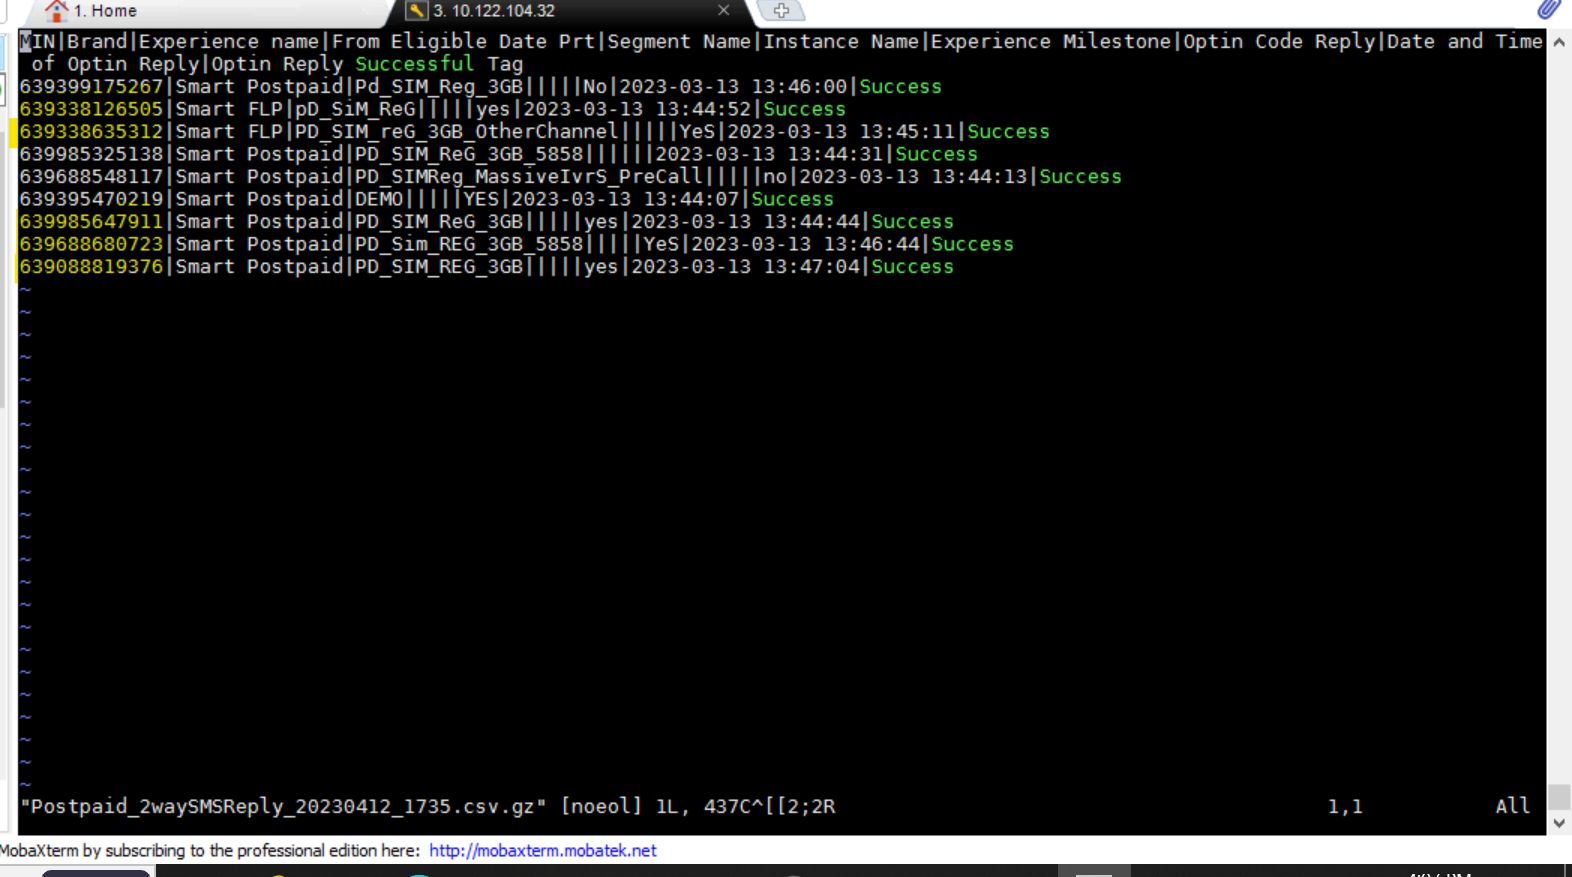 1. Home
3. 10.122.104.32
MIN|Brand|Experience name|From Eligible Date Prt|Segment Name|Instance Name|Experience Milestone|Optin Code Reply|Date and Time
of Optin Reply|Optin Reply Successful Tag
639399175267|Smart Postpaid|Pd_SIM_Reg_3GB|||||No|2023-03-13 13:46:00|Success
639338126505|Smart FLP|pD_SiM_ReG|||||yes|2023-03-13 13:44:52|Success
639338635312|Smart FLP|PD_SIM_reG_3GB_OtherChannel|||||YeS|2023-03-13 13:45:11|Success
639985325138|Smart Postpaid|PD_SIM_ReG_3GB_5858||||||2023-03-13 13:44:31|Success
639688548117|Smart Postpaid|PD_SIMReg_MassiveIvrS_PreCall|||||no|2023-03-13 13:44:13|Success
639395470219|Smart Postpaid|DEMO|||||YES|2023-03-13 13:44:07|Success
639985647911|Smart Postpaid|PD_SIM_ReG_3GB|||||yes|2023-03-13 13:44:44|Success
639688680723|Smart Postpaid|PD_Sim_REG_3GB_5858|||||YeS|2023-03-13 13:46:44|Success
639088819376|Smart Postpaid|PD_SIM_REG_3GB|||||yes|2023-03-13 13:47:04|Success
"Postpaid_2waySMSReply_20230412_1735.csv.gz" [noeol] 1L, 437C^[[2;2R 1,1 All
MobaXterm by subscribing to the professional edition here: http://mobaxterm.mobatek.net